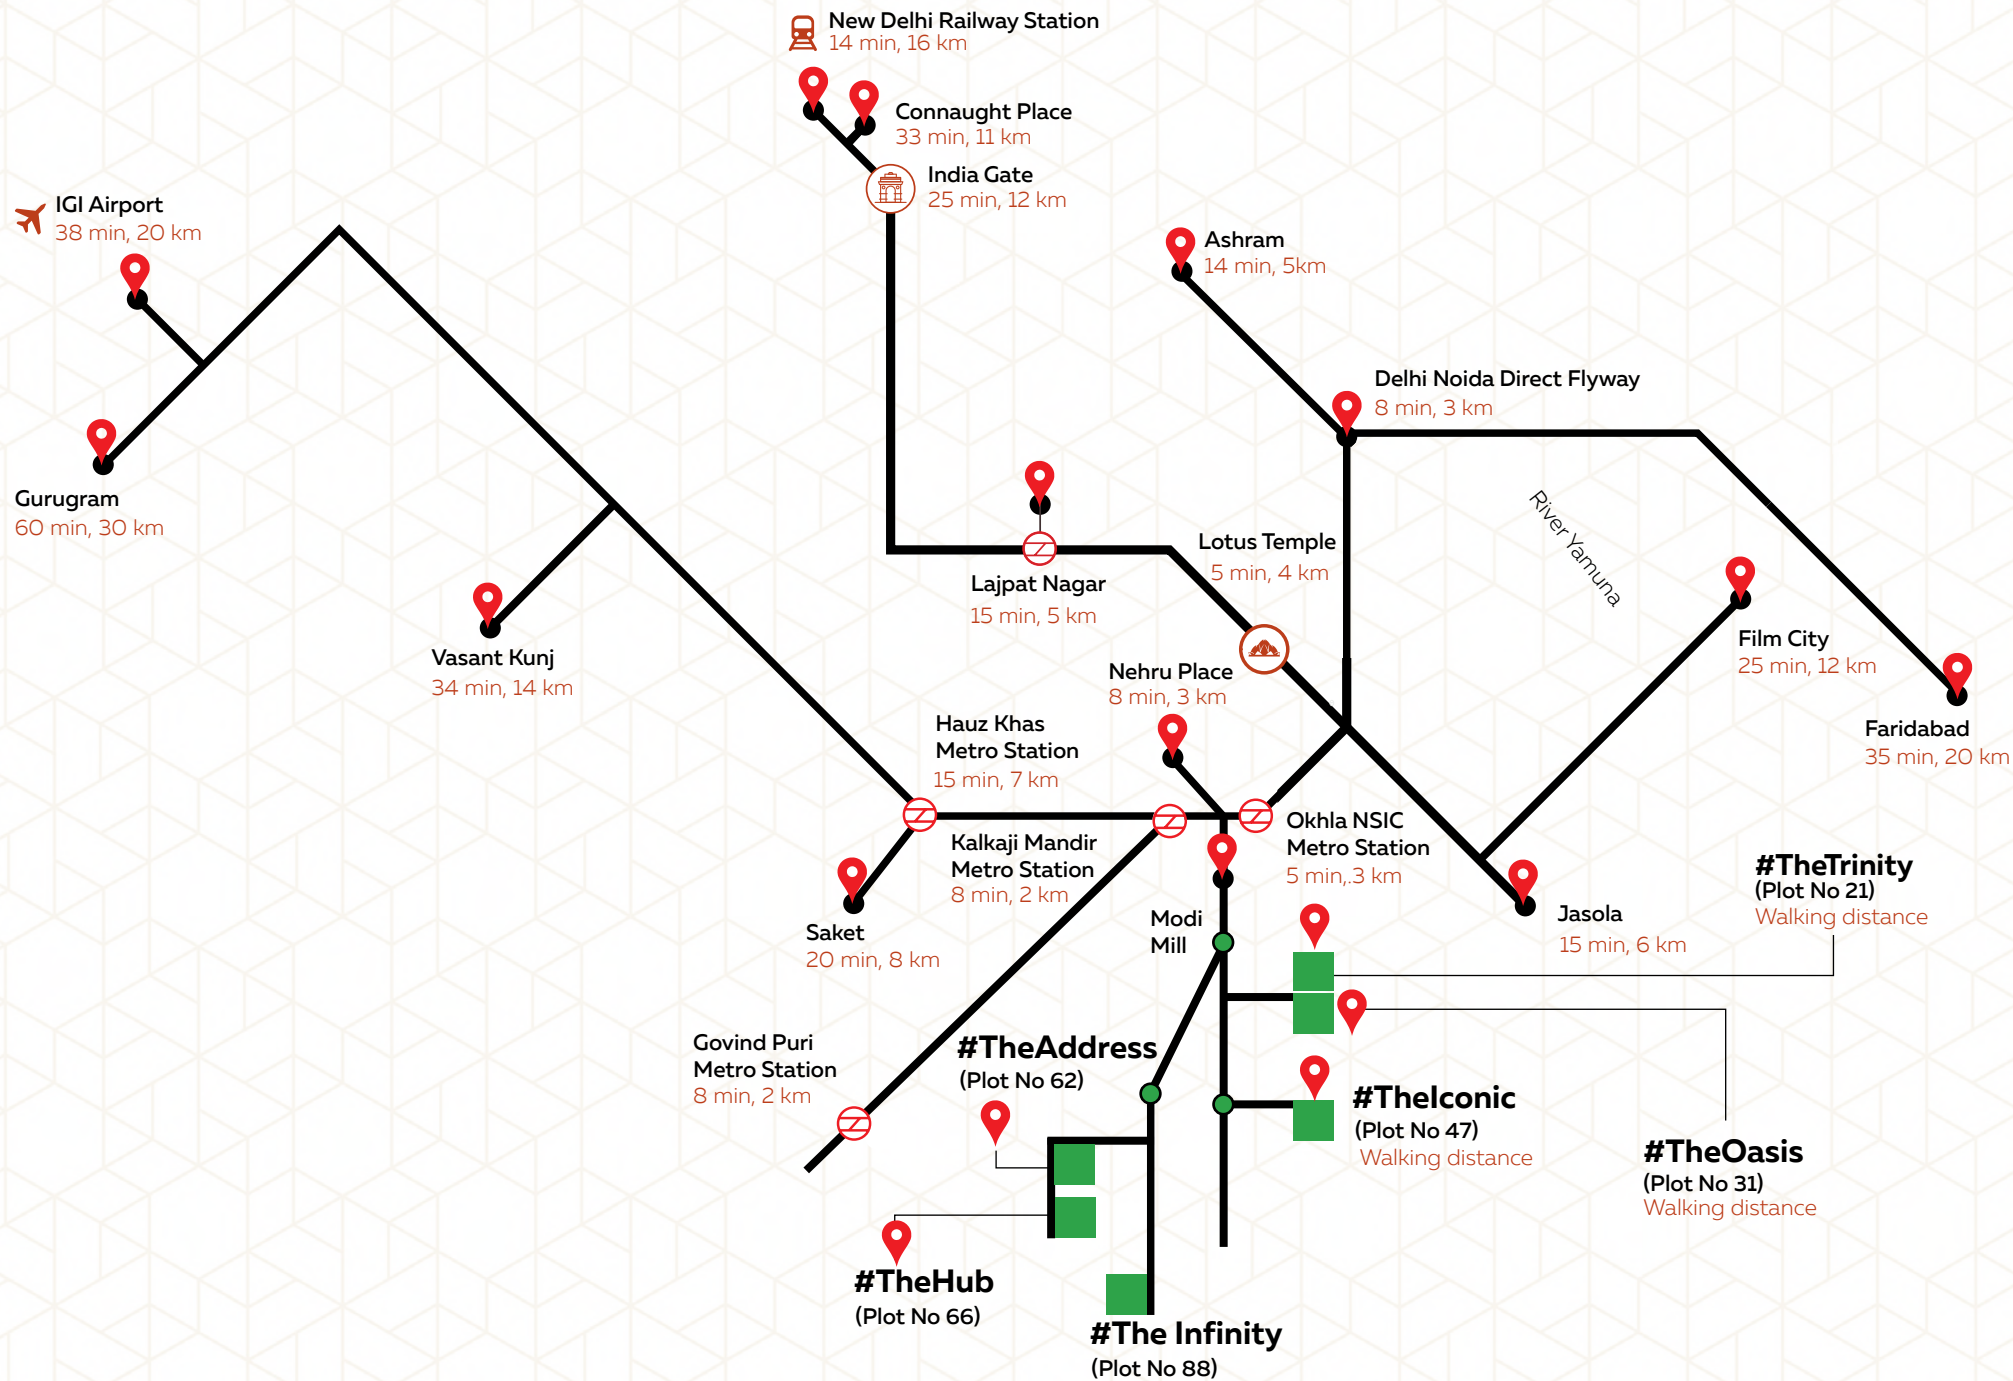 New Delhi Railway Station
14 min, 16 km
Connaught Place
33 min, 11 km
India Gate
25 min, 12 km
IGI Airport
38 min, 20 km
Ashram
14 min, 5km
Delhi Noida Direct Flyway
8 min, 3 km
Gurugram
60 min, 30 km
River Yamuna
Lotus Temple
5 min, 4 km
Lajpat Nagar
15 min, 5 km
Film City
25 min, 12 km
Vasant Kunj
34 min, 14 km
Nehru Place
8 min, 3 km
Faridabad
35 min, 20 km
Hauz Khas
Metro Station
15 min, 7 km
Kalkaji Mandir
Metro Station
8 min, 2 km
Okhla NSIC
Metro Station
5 min,.3 km
#TheTrinity
(Plot No 21)
Walking distance
Saket
20 min, 8 km
Modi
Mill
Jasola
15 min, 6 km
Govind Puri
Metro Station
8 min, 2 km
#TheAddress
(Plot No 62)
#TheIconic
(Plot No 47)
Walking distance
#TheOasis
(Plot No 31)
Walking distance
#TheHub
(Plot No 66)
#The Infinity
(Plot No 88)